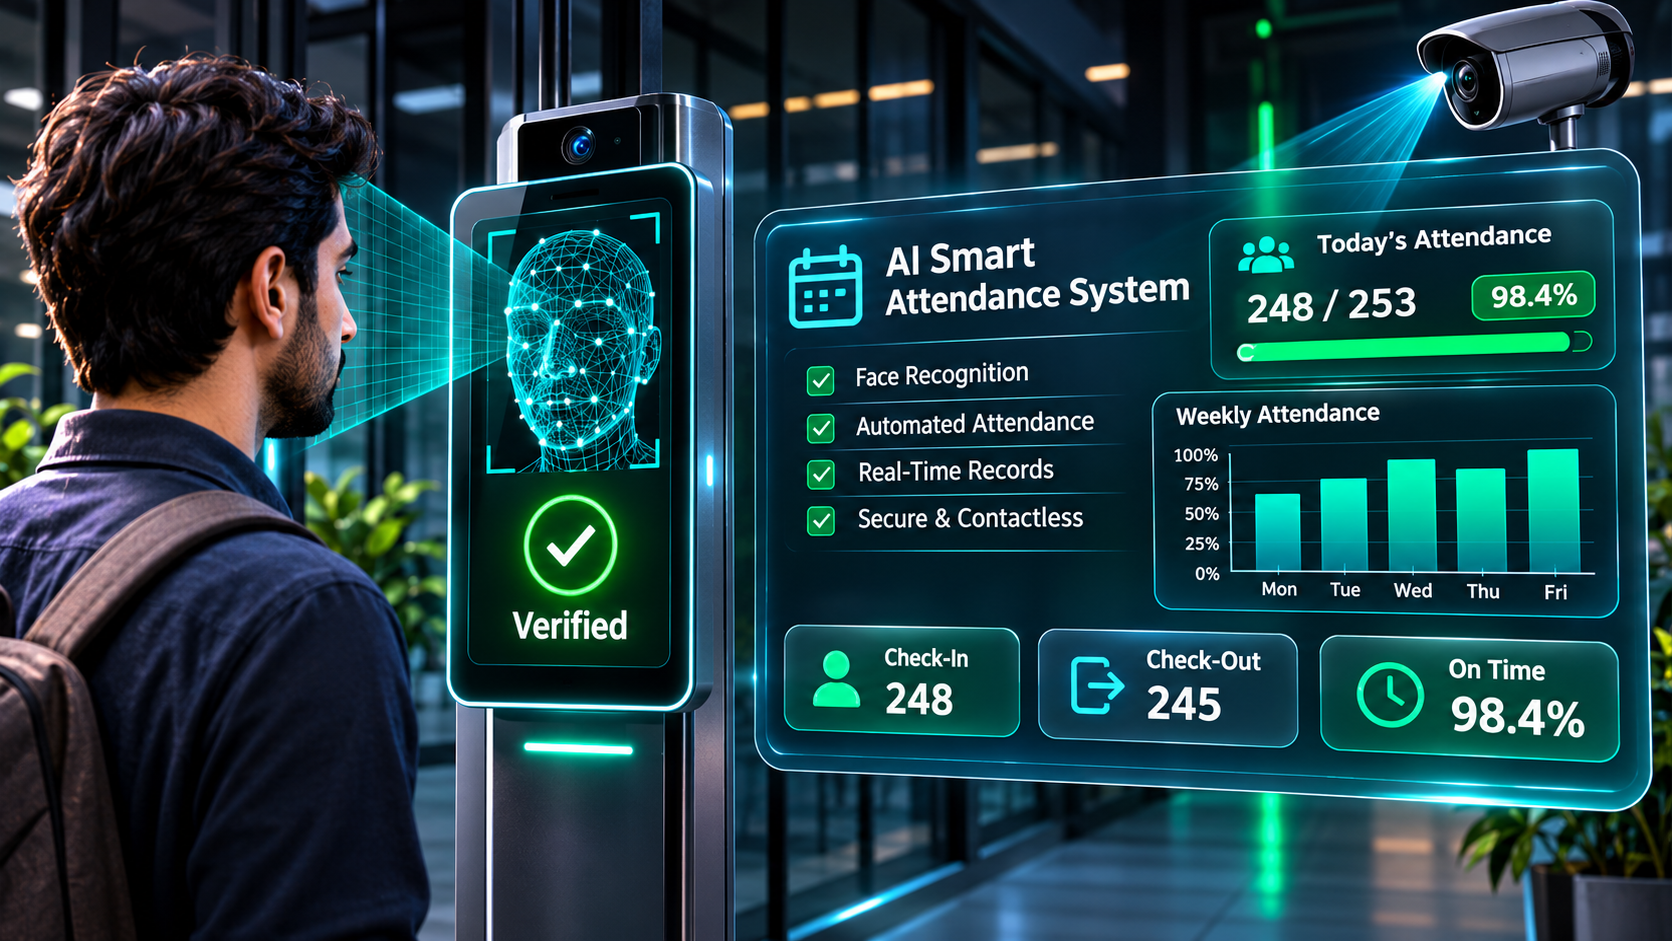 Verified
AI Smart
Attendance System
Face Recognition
Automated Attendance
Real-Time Records
Secure & Contactless
Today's Attendance
248 / 253
98.4%
Weekly Attendance
100%
75%
50%
25%
0%
Mon Tue Wed Thu Fri
Check-In
248
Check-Out
245
On Time
98.4%